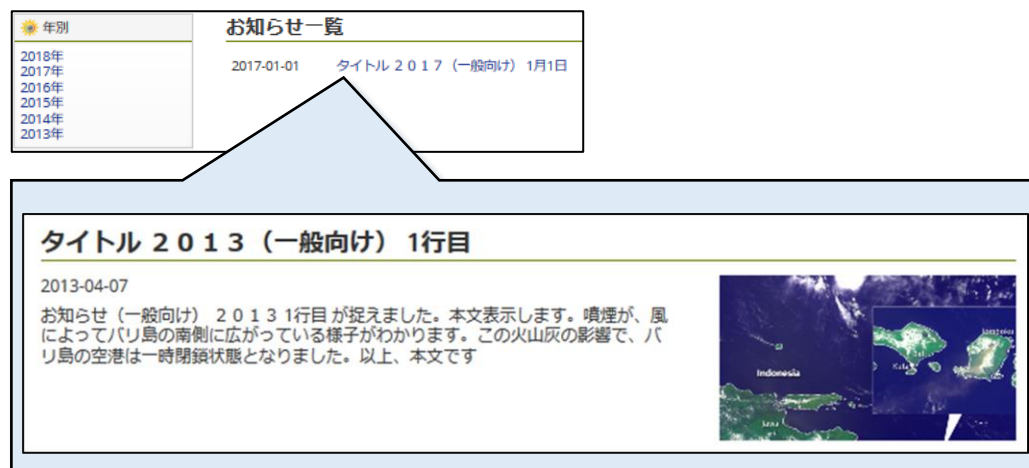 年別
2018年
2017年
2016年
2015年
2014年
2013年
お知らせ一覧
2017-01-01 タイトル２０１７（一般向け） 1月1日
タイトル２０１３（一般向け） 1行目
2013-04-07
お知らせ（一般向け） ２０１３ 1行目 が捉えました。本文表示します。噴煙が、風
によってバリ島の南側に広がっている様子がわかります。この火山灰の影響で、バ
リ島の空港は一時閉鎖状態となりました。以上、本文です
Indonesia
Jawa